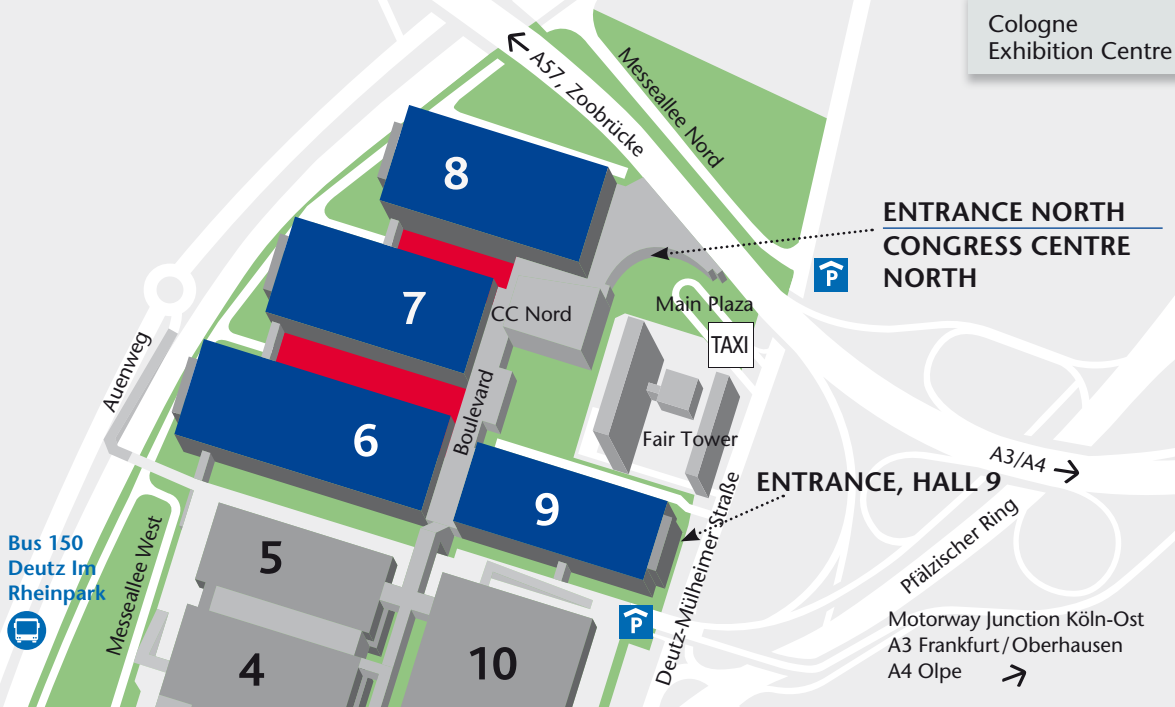 Cologne
Exhibition Centre
A57, Zoobrücke
Messeallee Nord
8
ENTRANCE NORTH
CONGRESS CENTRE
NORTH
P
7
CC Nord
Main Plaza
TAXI
Auenweg
Boulevard
6
Fair Tower
A3/A4
ENTRANCE, HALL 9
9
Pfälzischer Ring
Bus 150
Deutz Im
Rheinpark
Messeallee West
5
Deutz-Mülheimer-Straße
P
Motorway Junction Köln-Ost
A3 Frankfurt/Oberhausen
A4 Olpe
4
10